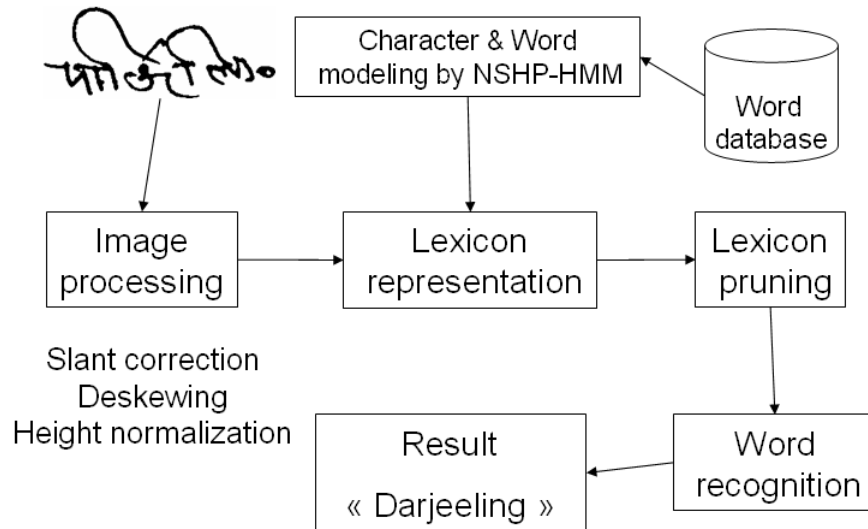 Character & Word
modeling by NSHP-HMM
Word
database
Image
processing
Lexicon
representation
Lexicon
pruning
Slant correction
Deskewing
Height normalization
Result
« Darjeeling »
Word
recognition